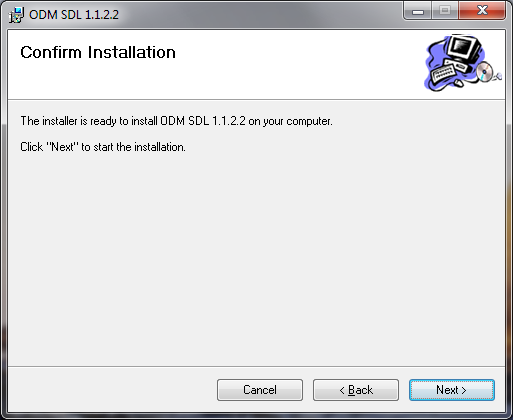 ODM SDL 1.1.2.2
Confirm Installation
The installer is ready to install ODM SDL 1.1.2.2 on your computer.
Click "Next" to start the installation.
Cancel
< Back
Next >